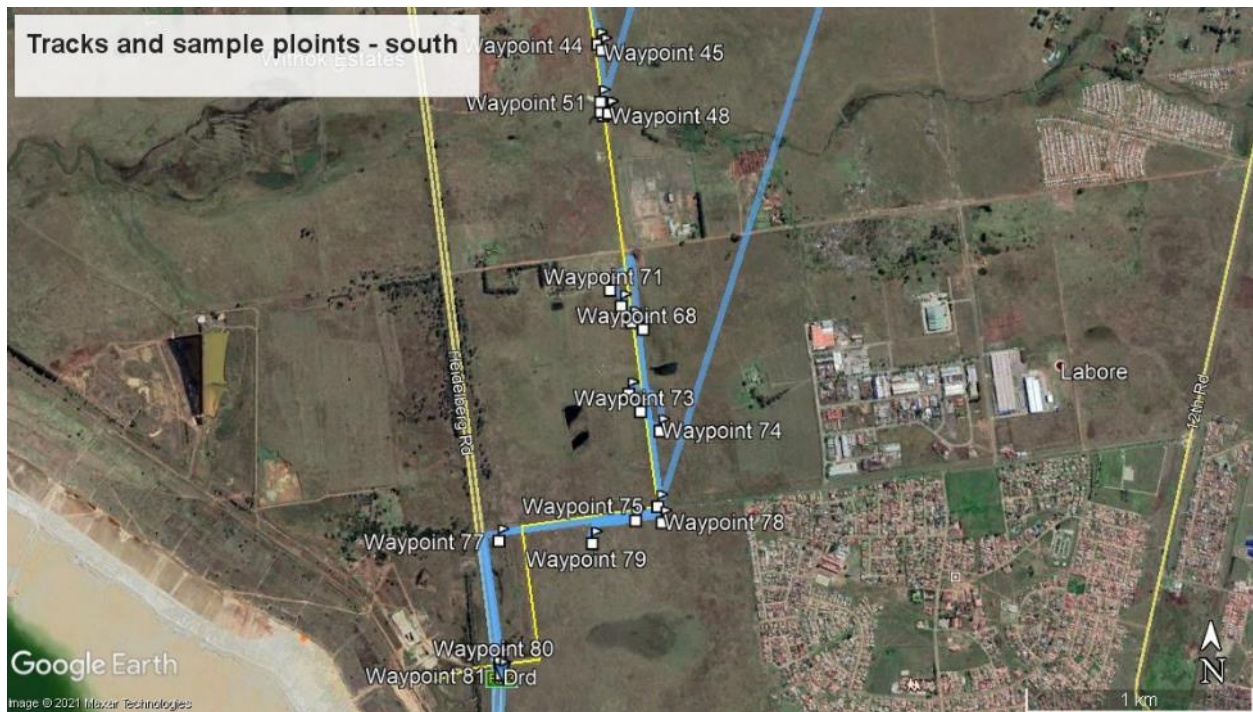 Tracks and sample ploints - south
Withok Estates
Waypoint 44
Waypoint 45
Waypoint 51
Waypoint 48
Waypoint 71
Waypoint 68
Labore
Heidelberg Rd
12th Rd
Waypoint 73
Waypoint 74
Waypoint 75
Waypoint 78
Waypoint 77
Waypoint 79
Waypoint 80
Waypoint 81
E Drd
Google Earth
N
1 km
Image © 2021 Maxar Technologies